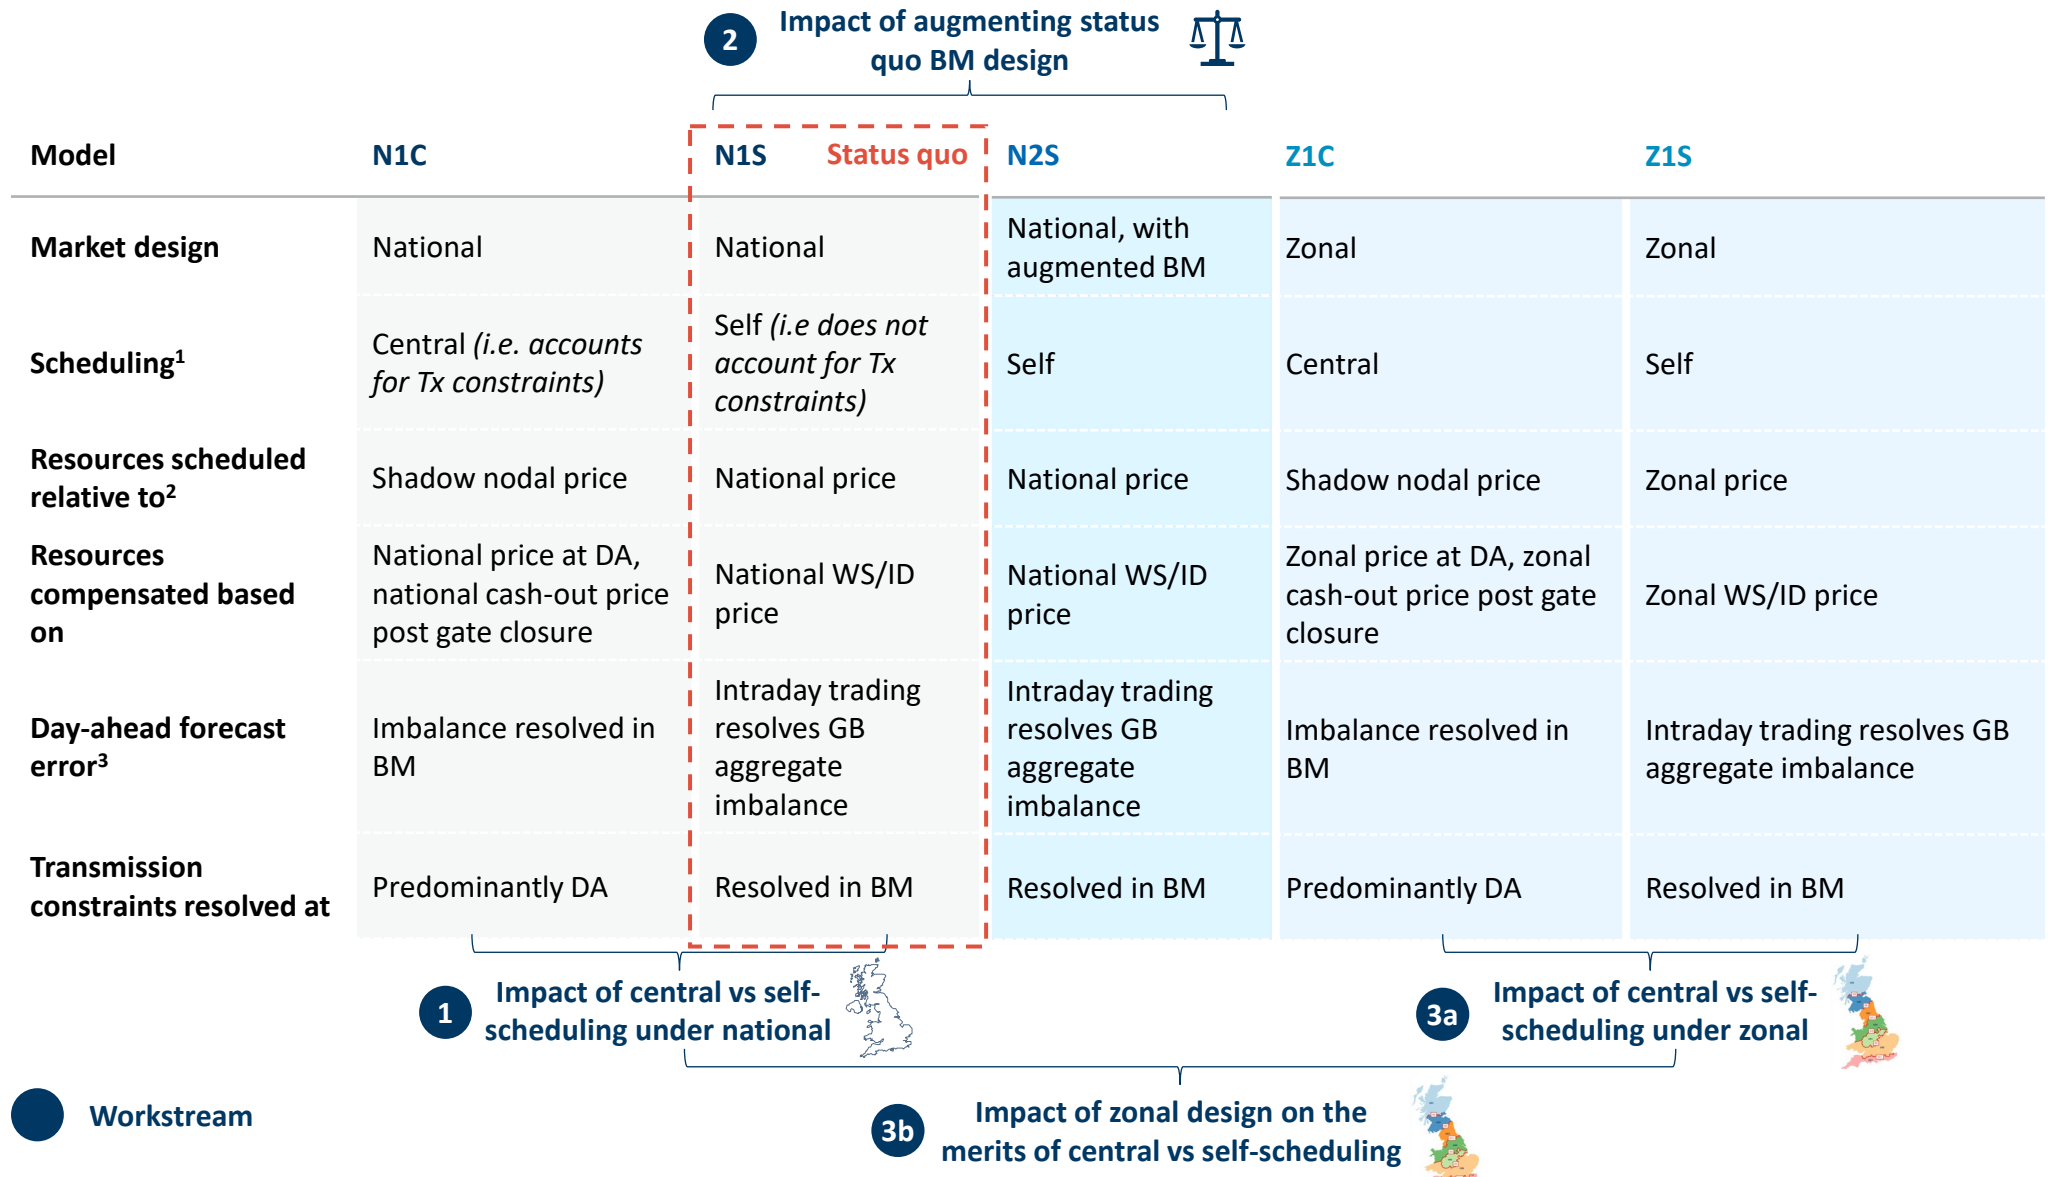 2
Impact of augmenting status
quo BM design
Model
N1C
N1S
Status quo
N2S
Z1C
Z1S
Market design
National
National
National, with
augmented BM
Zonal
Zonal
Scheduling1
Central (i.e. accounts
for Tx constraints)
Self (i.e does not
account for Tx
constraints)
Self
Central
Self
Resources scheduled
relative to2
Shadow nodal price
National price
National price
Shadow nodal price
Zonal price
Resources
compensated based
on
National price at DA,
national cash-out price
post gate closure
National WS/ID
price
National WS/ID
price
Zonal price at DA, zonal
cash-out price post gate
closure
Zonal WS/ID price
Day-ahead forecast
error3
Imbalance resolved in
BM
Intraday trading
resolves GB
aggregate
imbalance
Intraday trading
resolves GB
aggregate
imbalance
Imbalance resolved in
BM
Intraday trading resolves GB
aggregate imbalance
Transmission
constraints resolved at
Predominantly DA
Resolved in BM
Resolved in BM
Predominantly DA
Resolved in BM
1
Impact of central vs self-
scheduling under national
3a
Impact of central vs self-
scheduling under zonal
Workstream
3b
Impact of zonal design on the
merits of central vs self-scheduling